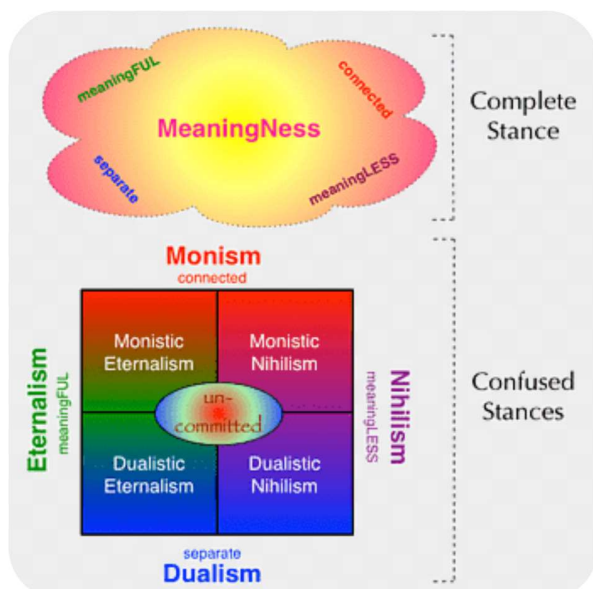 meaningFUL
connected
MeaningNess
separate
meaningLESS
Complete
Stance
Monism
connected
Eternalism
meaningFUL
Monistic
Eternalism
Monistic
Nihilism
un-
committed
Dualistic
Eternalism
Dualistic
Nihilism
Nihilism
meaningLESS
Confused
Stances
separate
Dualism